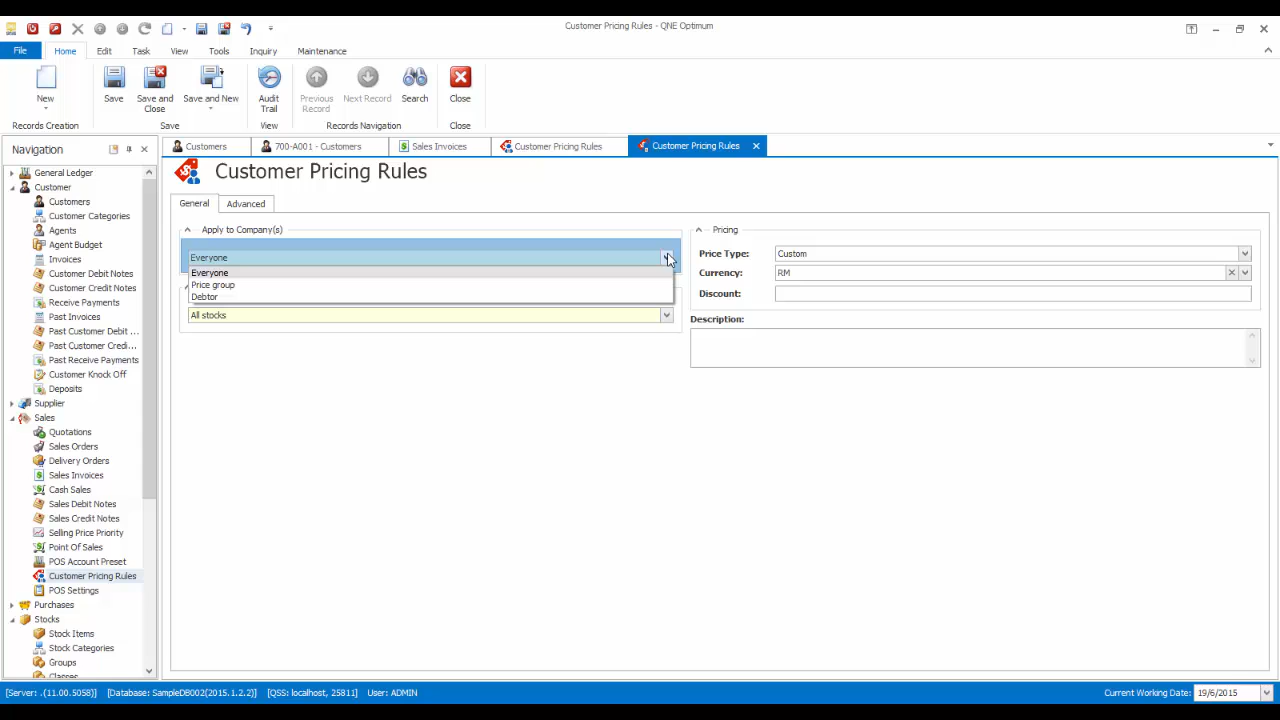 Customer Pricing Rules - QNE Optimum
File Home Edit Task View Tools Inquiry Maintenance
New Save Save and Close Save and New Audit Trail Previous Record Next Record Search Close
Records Creation Save View Records Navigation Close
Navigation
General Ledger
Customer
Customers
Customer Categories
Agents
Agent Budget
Invoices
Customer Debit Notes
Customer Credit Notes
Receive Payments
Past Invoices
Past Customer Debit ...
Past Customer Credi...
Past Receive Payments
Customer Knock Off
Deposits
Supplier
Sales
Quotations
Sales Orders
Delivery Orders
Sales Invoices
Cash Sales
Sales Debit Notes
Sales Credit Notes
Selling Price Priority
Point Of Sales
POS Account Preset
Customer Pricing Rules
POS Settings
Purchases
Stocks
Stock Items
Stock Categories
Groups
Classes
Customers 700-A001 - Customers Sales Invoices Customer Pricing Rules Customer Pricing Rules
Customer Pricing Rules
General Advanced
Apply to Company(s)
Everyone
Everyone
Price group
Debtor
All stocks
Pricing
Price Type: Custom
Currency: RM
Discount:
Description:
[Server: .(11.00.5058)] [Database: SampleDB002(2015.1.2.2)] [QSS: localhost, 25811] User: ADMIN Current Working Date: 19/6/2015